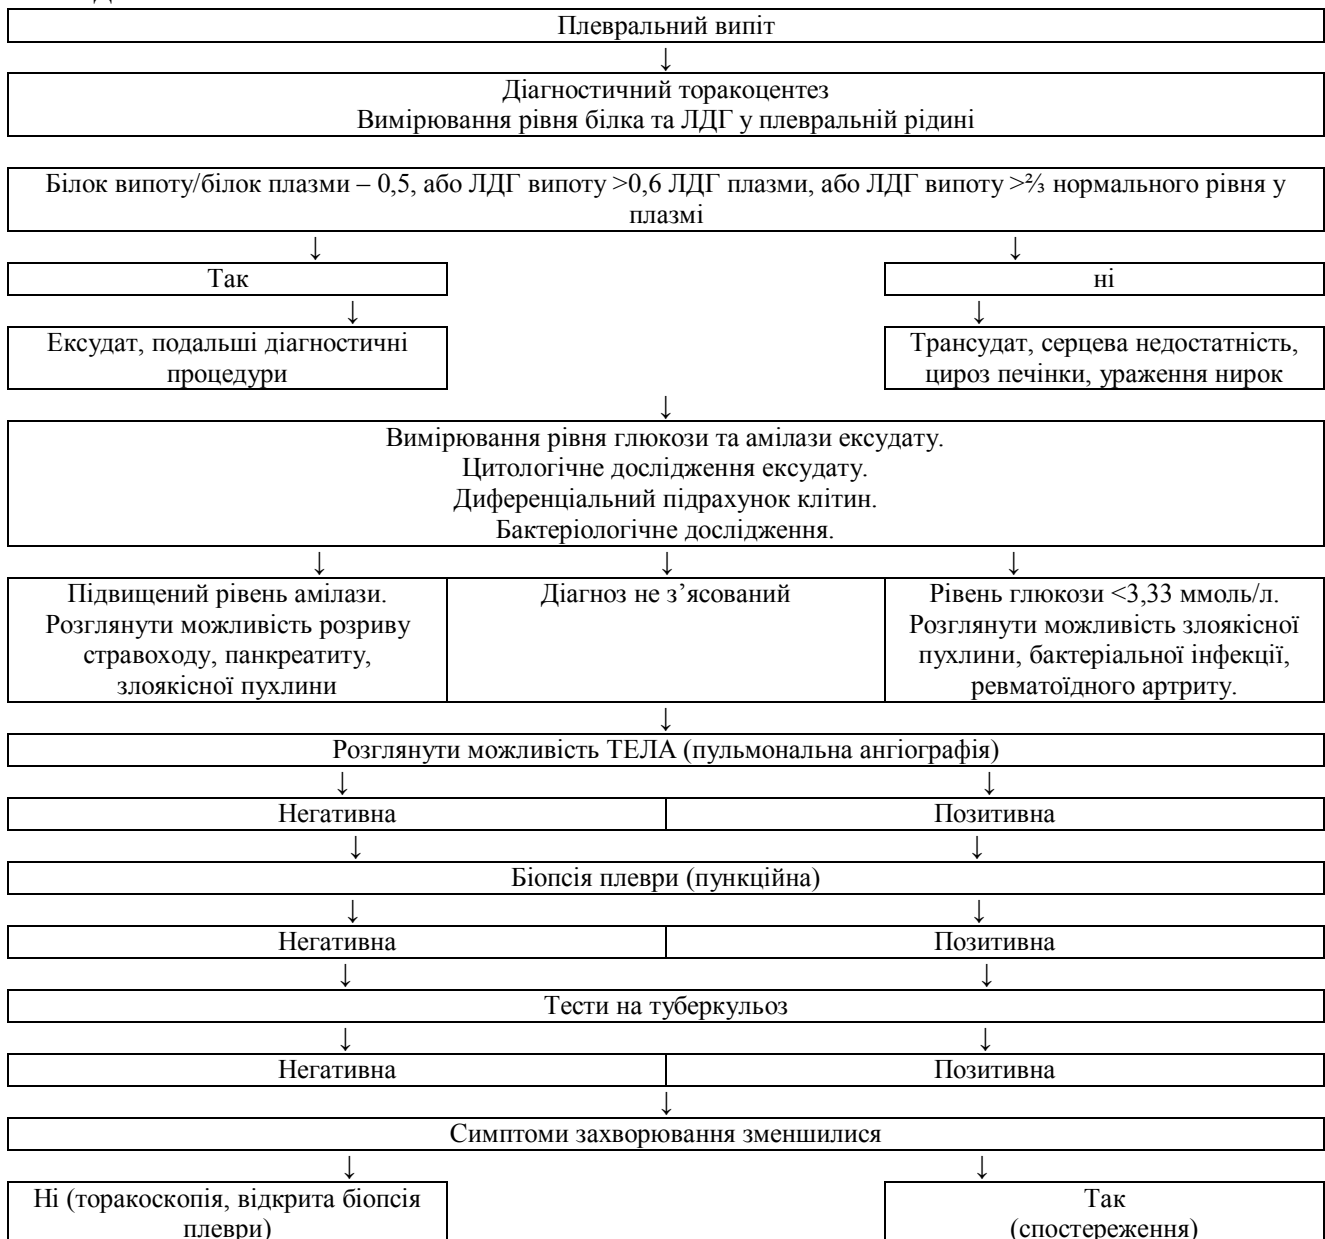 Плевральний випіт
↓
Діагностичний торакоцентез
Вимірювання рівня білка та ЛДГ у плевральній рідині
Білок випоту/білок плазми – 0,5, або ЛДГ випоту >0,6 ЛДГ плазми, або ЛДГ випоту >⅔ нормального рівня у
плазмі
↓ ↓
Так ні
↓ ↓
Ексудат, подальші діагностичні
процедури
Трансудат, серцева недостатність,
цироз печінки, ураження нирок
↓
Вимірювання рівня глюкози та амілази ексудату.
Цитологічне дослідження ексудату.
Диференціальний підрахунок клітин.
Бактеріологічне дослідження.
↓ ↓ ↓
Підвищений рівень амілази.
Розглянути можливість розриву
стравоходу, панкреатиту,
злоякісної пухлини
Діагноз не з’ясований
Рівень глюкози <3,33 ммоль/л.
Розглянути можливість злоякісної
пухлини, бактеріальної інфекції,
ревматоїдного артриту.
↓
Розглянути можливість ТЕЛА (пульмональна ангіографія)
↓ ↓
Негативна Позитивна
↓ ↓
Біопсія плеври (пункційна)
↓ ↓
Негативна Позитивна
↓ ↓
Тести на туберкульоз
↓ ↓
Негативна Позитивна
↓
Симптоми захворювання зменшилися
↓ ↓
Ні (торакоскопія, відкрита біопсія
плеври)
Так
(спостереження)